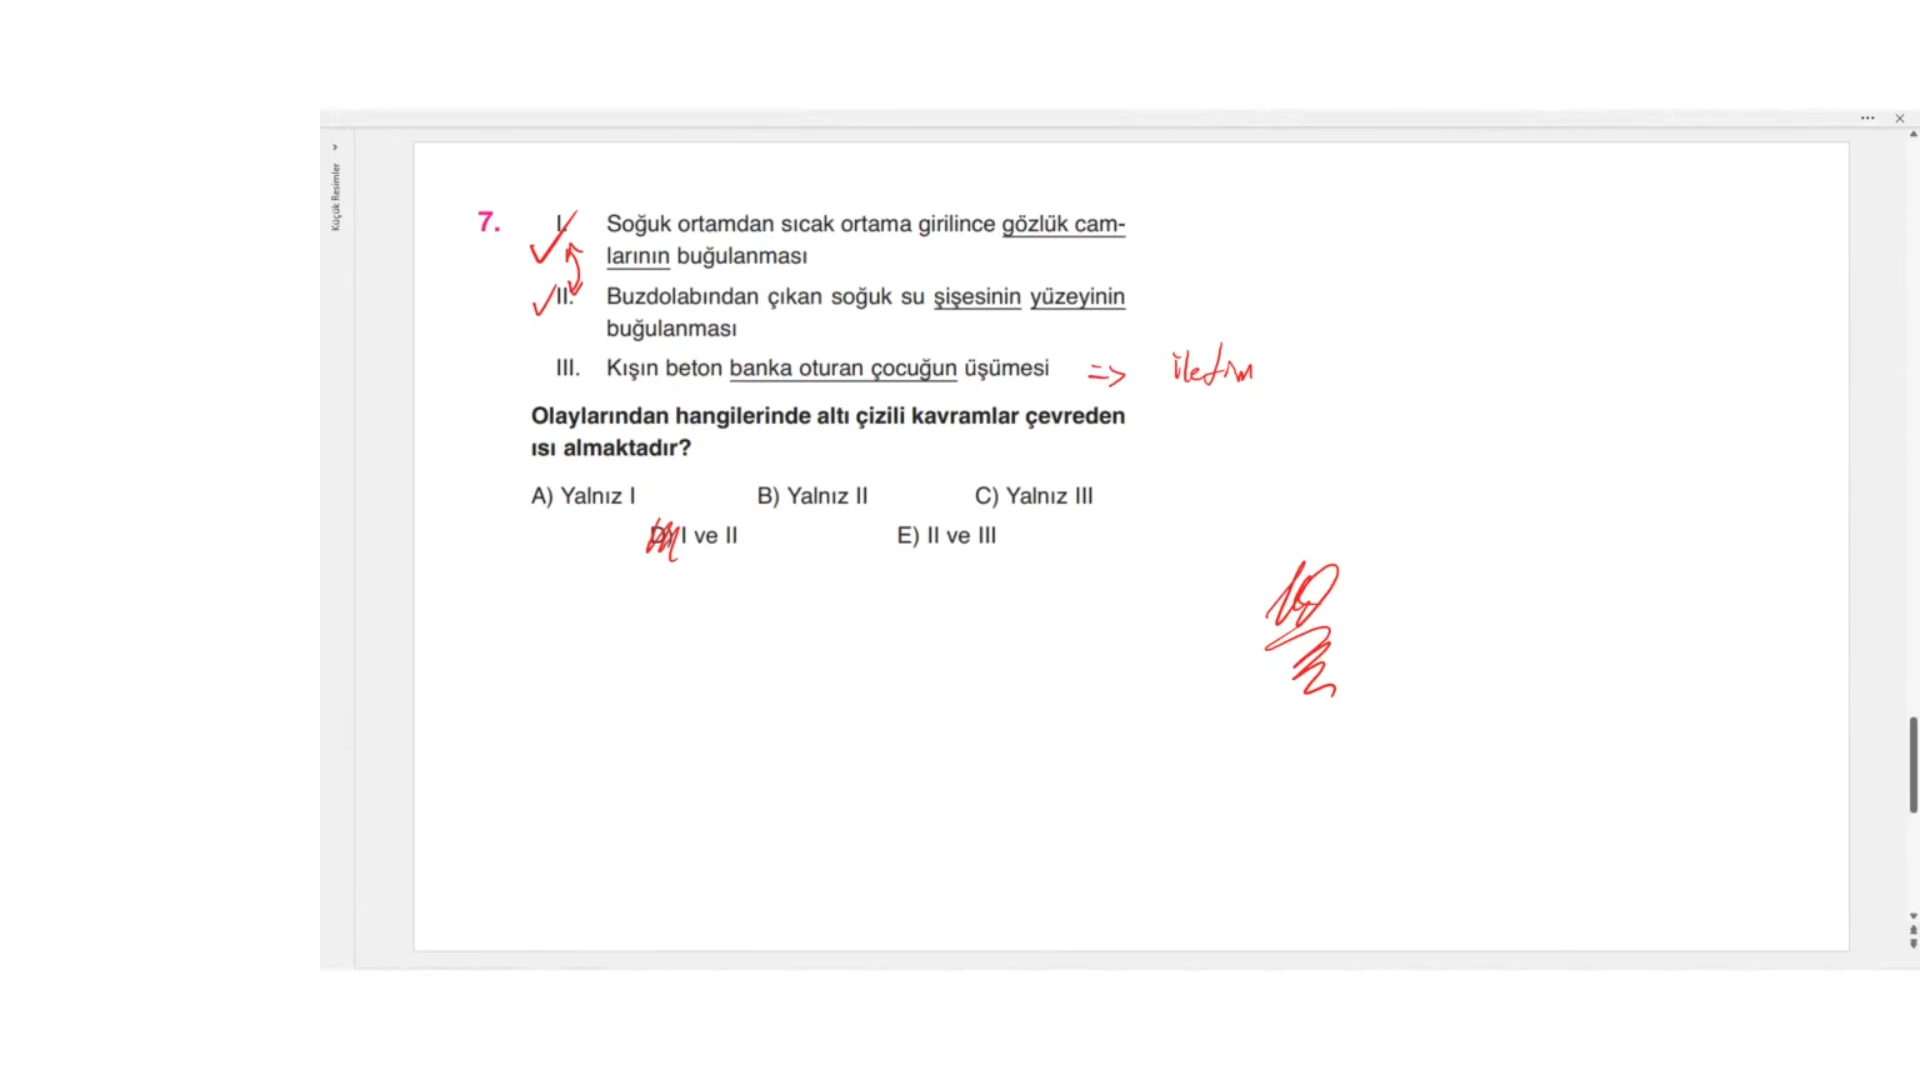 Küçük Resimler
7.
I. Soğuk ortamdan sıcak ortama girilince gözlük cam-
larının buğulanması
II. Buzdolabından çıkan soğuk su şişesinin yüzeyinin
buğulanması
III. Kışın beton banka oturan çocuğun üşümesi => iletim
Olaylarından hangilerinde altı çizili kavramlar çevreden
ısı almaktadır?
A) Yalnız I B) Yalnız II C) Yalnız III
D) I ve II E) II ve III